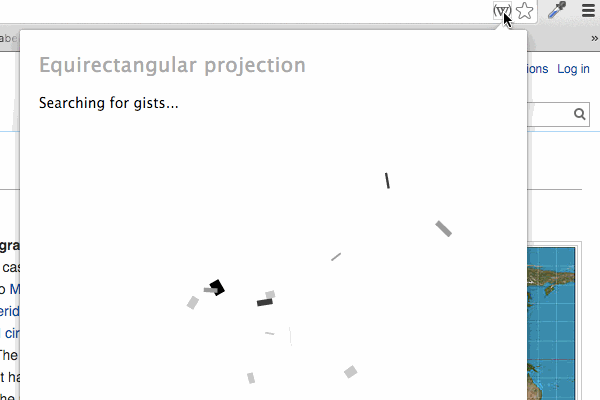 (W)
abe
»
Equirectangular projection
ions Log in
Searching for gists...
gra
cas
o M
erid
l cir
The
t ha
he